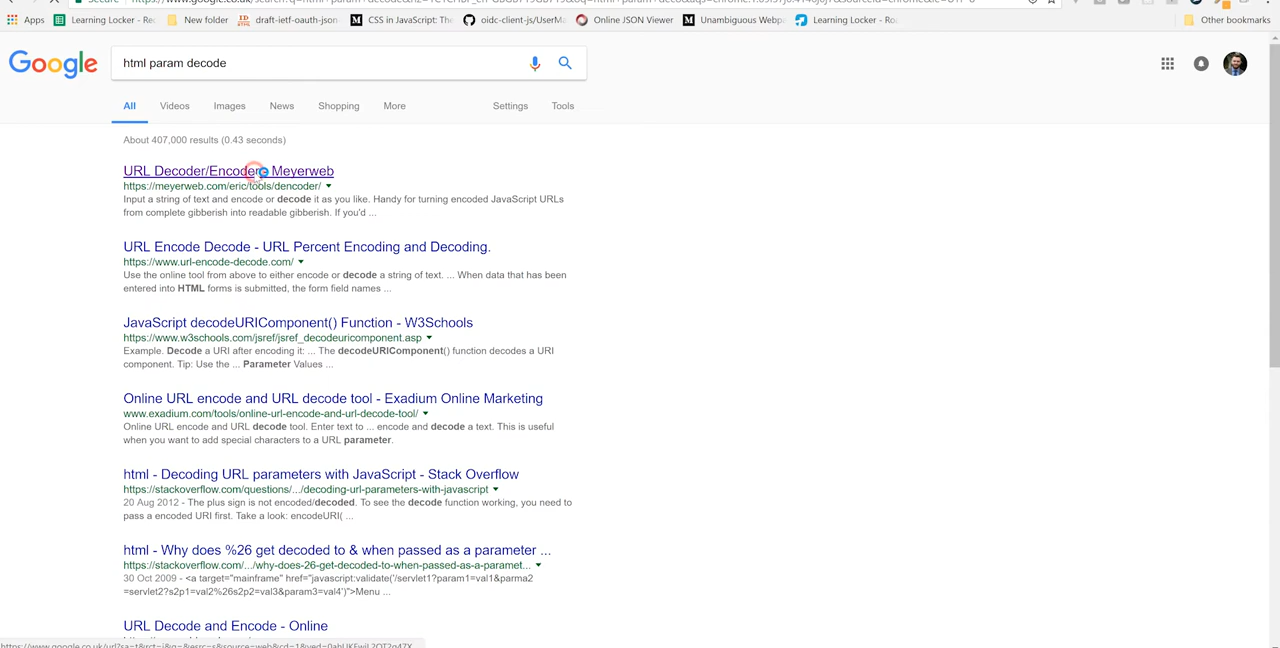 Apps
Learning Locker - Re
New folder
draft-ietf-oauth-json
CSS in JavaScript: The
oidc-client-js/UserMa
Online JSON Viewer
Unambiguous Webp
Learning Locker - Ro
Other bookmarks
Google
html param decode
All
Videos
Images
News
Shopping
More
Settings
Tools
About 407,000 results (0.43 seconds)
URL Decoder/Encoder Meyerweb
https://meyerweb.com/eric/tools/dencoder/
Input a string of text and encode or decode it as you like. Handy for turning encoded JavaScript URLs
from complete gibberish into readable gibberish. If you'd ...
URL Encode Decode - URL Percent Encoding and Decoding.
https://www.url-encode-decode.com/
Use the online tool from above to either encode or decode a string of text. ... When data that has been
entered into HTML forms is submitted, the form field names ...
JavaScript decodeURIComponent() Function - W3Schools
https://www.w3schools.com/jsref/jsref_decodeuricomponent.asp
Example. Decode a URI after encoding it: ... The decodeURIComponent() function decodes a URI
component. Tip: Use the ... Parameter Values ...
Online URL encode and URL decode tool - Exadium Online Marketing
www.exadium.com/tools/online-url-encode-and-url-decode-tool/
Online URL encode and URL decode tool. Enter text to ... encode and decode a text. This is useful
when you want to add special characters to a URL parameter.
html - Decoding URL parameters with JavaScript - Stack Overflow
https://stackoverflow.com/questions/.../decoding-url-parameters-with-javascript
20 Aug 2012 - The plus sign is not encoded/decoded. To see the decode function working, you need to
pass a encoded URI first. Take a look: encodeURI( ...
html - Why does %26 get decoded to & when passed as a parameter ...
https://stackoverflow.com/.../why-does-26-get-decoded-to-when-passed-as-a-paramet...
30 Oct 2009 - <a target="mainframe" href="javascript:validate('/servlet1?param1=val1&parma2
=servlet2?s2p1=val2%26s2p2=val3&param3=val4')">Menu ...
URL Decode and Encode - Online